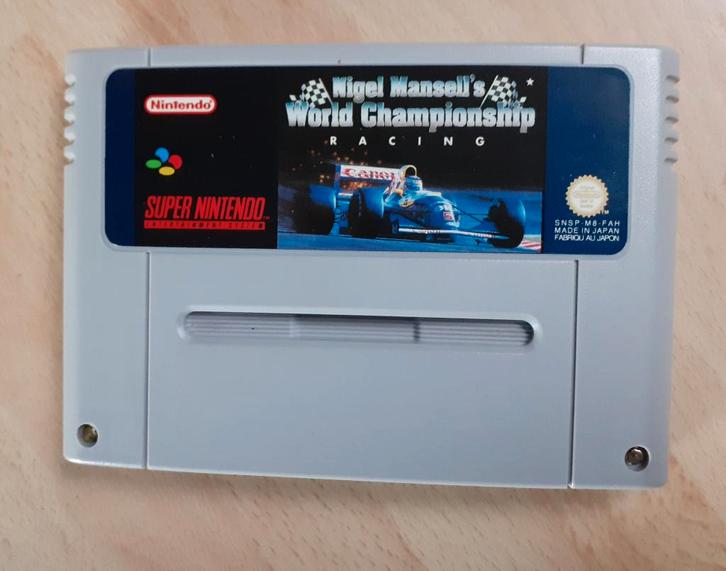 Nintendo
Nigel Mansell's
World Championship
RACING
Canon
SUPER NINTENDO
ENTERTAINMENT SYSTEM
SNSP-M8-FAH
MADE IN JAPAN
FABRIQU AU JAPON